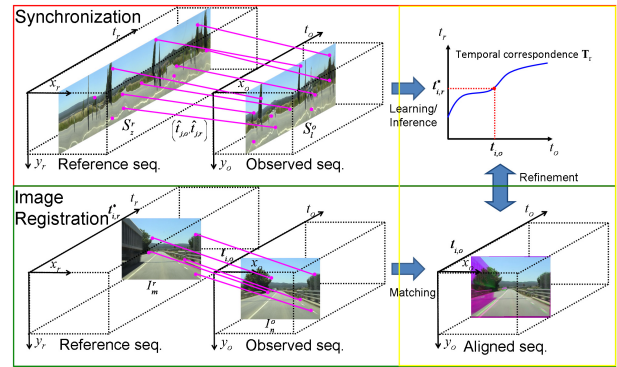 Synchronization
t_r
t_o
x_r
x_o
S_z^r
(t̂_{j,o}, t̂_{j,r})
S_l^o
y_r
Reference seq.
y_o
Observed seq.
Learning/
Inference
t_r
Temporal correspondence T_r
t*_{i,r}
t_{i,o}
t_o
Refinement
Image
Registration
t*_{i,r}
t_r
t_{i,o}
t_o
x_r
x_o
I_m^r
I_n^o
y_r
Reference seq.
y_o
Observed seq.
Matching
t_{i,o}
t_o
x_o
y_o
Aligned seq.